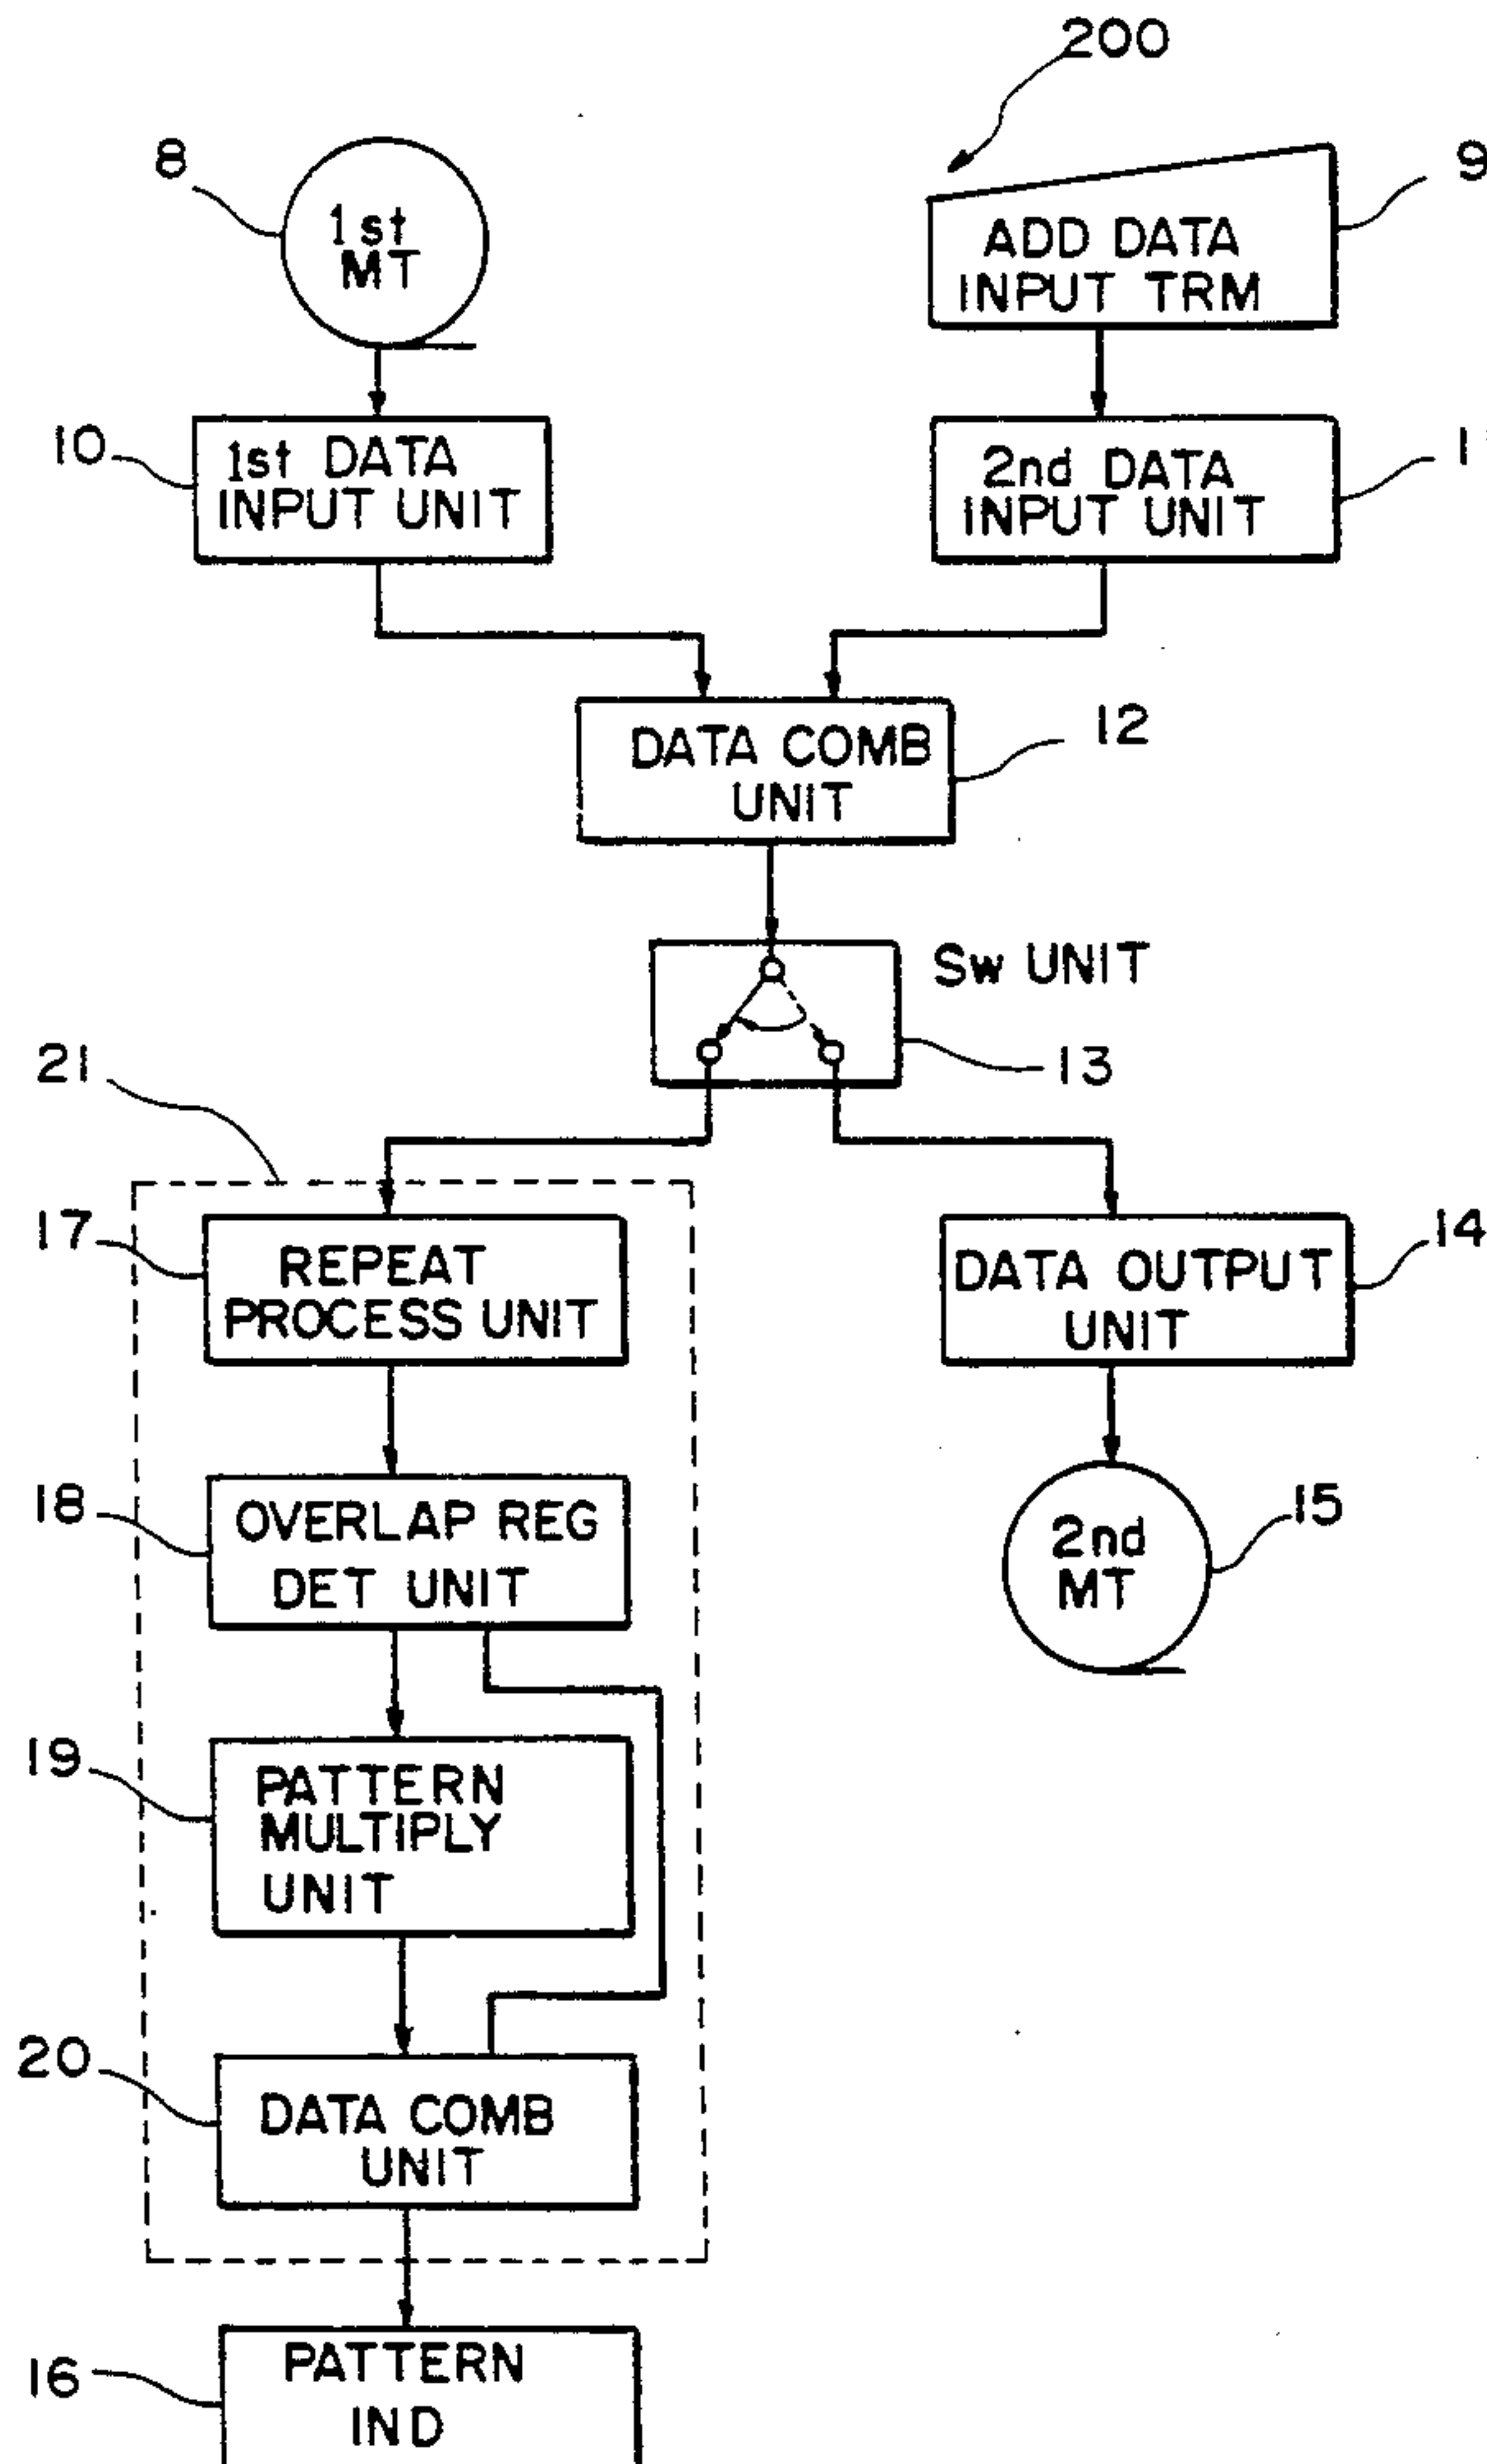 200
8
1st
MT
9
ADD DATA
INPUT TRM
10
1st DATA
INPUT UNIT
2nd DATA
INPUT UNIT
DATA COMB
UNIT
12
SW UNIT
13
21
17
REPEAT
PROCESS UNIT
DATA OUTPUT
UNIT
14
18
OVERLAP REG
DET UNIT
2nd
MT
15
19
PATTERN
MULTIPLY
UNIT
20
DATA COMB
UNIT
16
PATTERN
IND